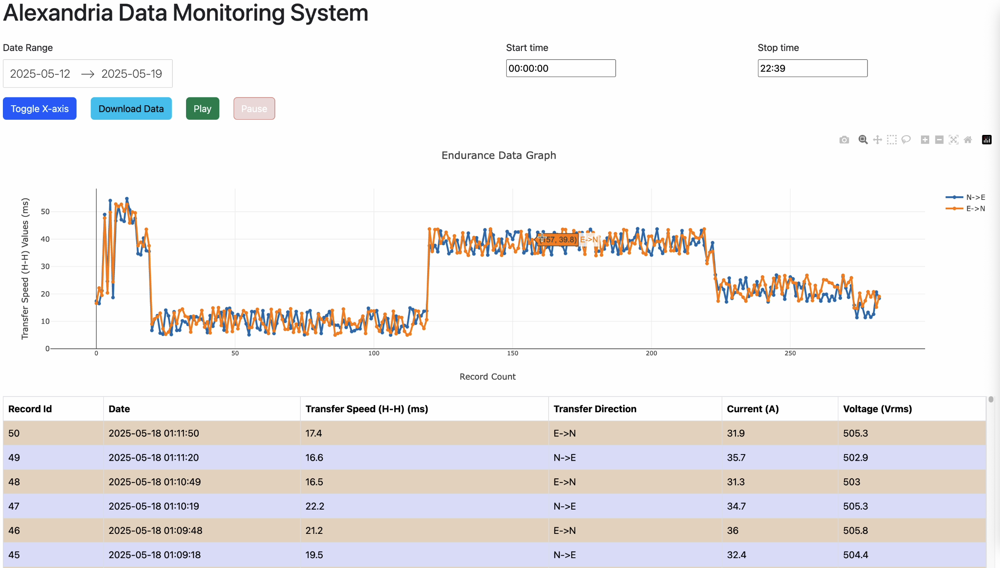 Alexandria Data Monitoring System
Date Range
Start time
Stop time
2025-05-12 → 2025-05-19
00:00:00
22:39
Toggle X-axis
Download Data
Play
Pause
Endurance Data Graph
Transfer Speed (H-H) Values (ms)
50
40
30
20
10
0
(157, 39.8)
E->N
N->E
E->N
0
50
100
150
200
250
Record Count
Record Id Date Transfer Speed (H-H) (ms) Transfer Direction Current (A) Voltage (Vrms)
50 2025-05-18 01:11:50 17.4 E->N 31.9 505.3
49 2025-05-18 01:11:20 16.6 N->E 35.7 502.9
48 2025-05-18 01:10:49 16.5 E->N 31.3 503
47 2025-05-18 01:10:19 22.2 N->E 34.7 505.3
46 2025-05-18 01:09:48 21.2 E->N 36 505.8
45 2025-05-18 01:09:18 19.5 N->E 32.4 504.4